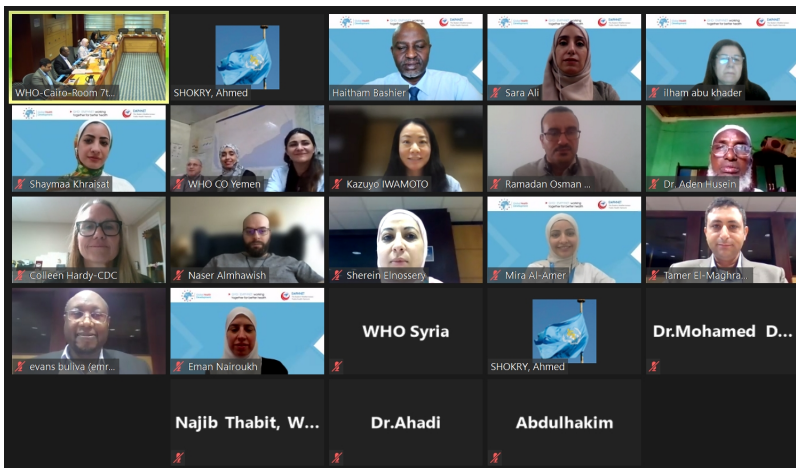 WHO-Cairo-Room 7t...
SHOKRY, Ahmed
Haitham Bashier
Sara Ali
ilham abu khader
Shaymaa Khraisat
WHO CO Yemen
Kazuyo IWAMOTO
Ramadan Osman ...
Dr. Aden Husein
Colleen Hardy-CDC
Naser Almhawish
Sherein Elnossery
Mira Al-Amer
Tamer El-Maghra...
evans buliva (emr...
Eman Nairoukh
WHO Syria
SHOKRY, Ahmed
Dr.Mohamed D...
Najib Thabit, W...
Dr.Ahadi
Abdulhakim